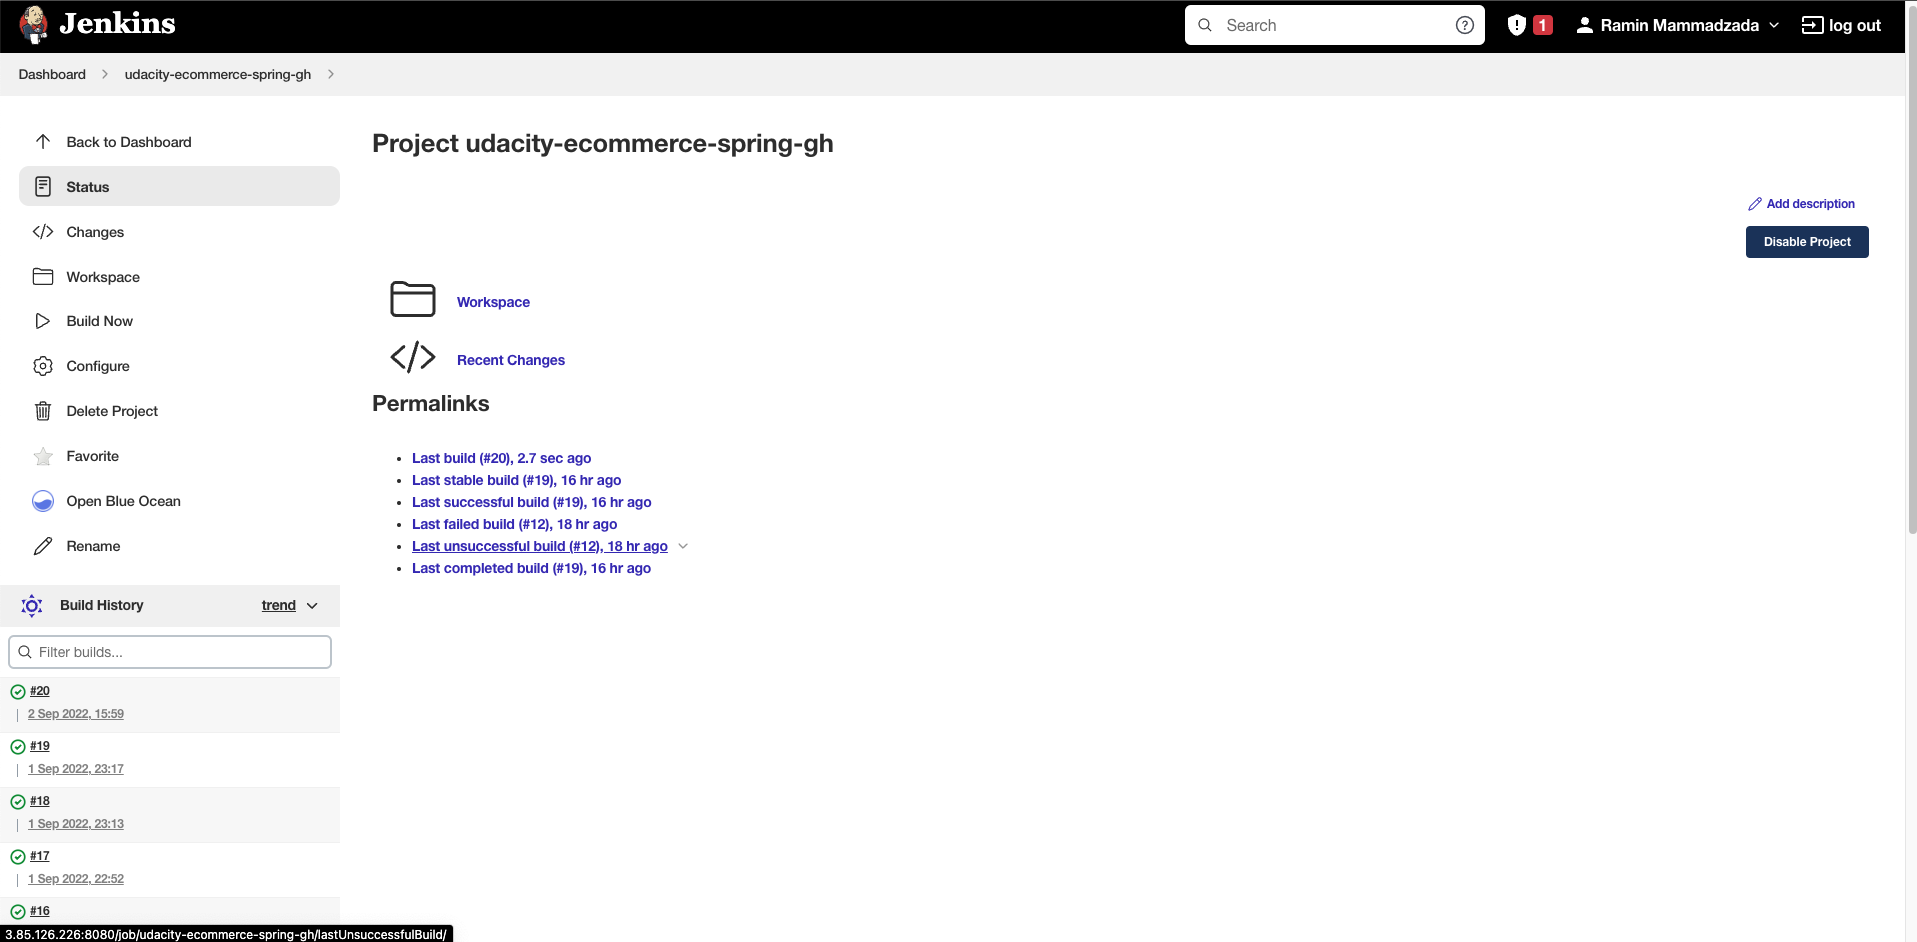 Jenkins
Search
1
Ramin Mammadzada
log out
Dashboard
udacity-ecommerce-spring-gh
Back to Dashboard
Status
Changes
Workspace
Build Now
Configure
Delete Project
Favorite
Open Blue Ocean
Rename
Build History
trend
Filter builds...
#20
2 Sep 2022, 15:59
#19
1 Sep 2022, 23:17
#18
1 Sep 2022, 23:13
#17
1 Sep 2022, 22:52
#16
Project udacity-ecommerce-spring-gh
Add description
Disable Project
Workspace
Recent Changes
Permalinks
Last build (#20), 2.7 sec ago
Last stable build (#19), 16 hr ago
Last successful build (#19), 16 hr ago
Last failed build (#12), 18 hr ago
Last unsuccessful build (#12), 18 hr ago
Last completed build (#19), 16 hr ago
3.85.126.226:8080/job/udacity-ecommerce-spring-gh/lastUnsuccessfulBuild/